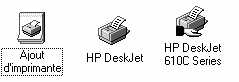 Ajout
d'imprimante
HP DeskJet
HP DeskJet
610C Series